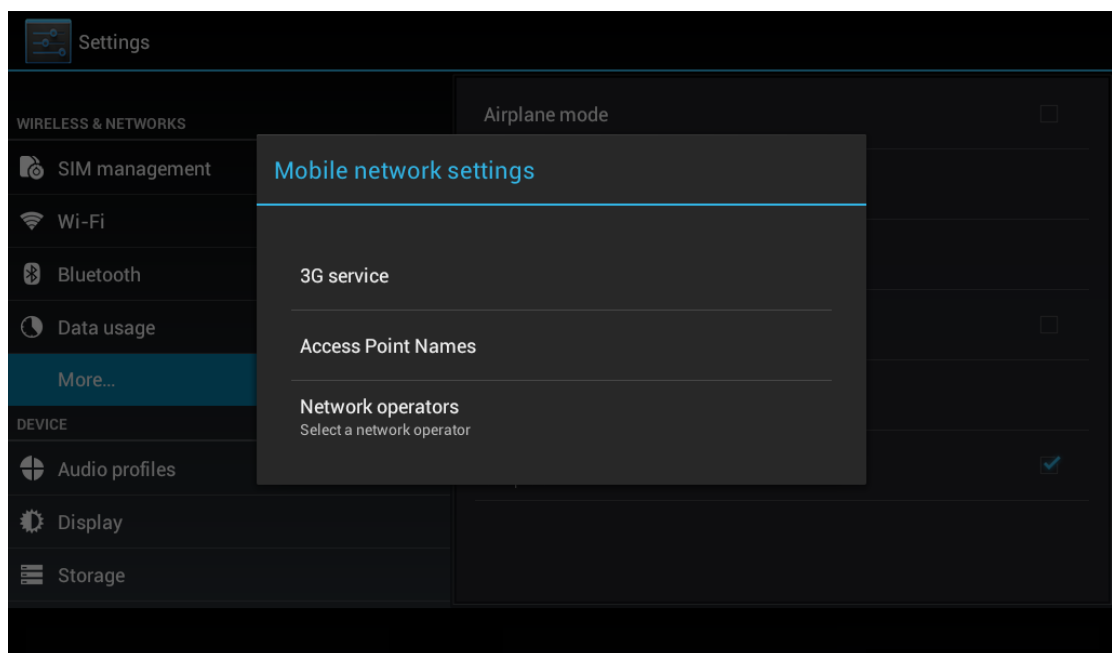 Settings
WIRELESS & NETWORKS
SIM management
Wi-Fi
Bluetooth
Data usage
More...
DEVICE
Audio profiles
Display
Storage
Airplane mode
Mobile network settings
3G service
Access Point Names
Network operators
Select a network operator